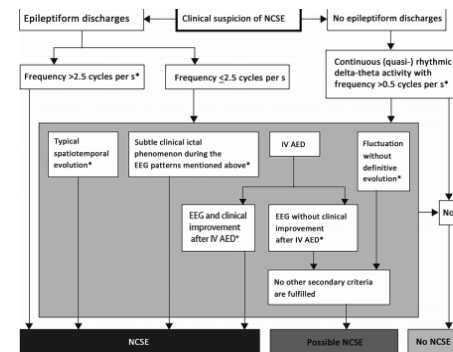 Epileptiform discharges
Clinical suspicion of NCSE
No epileptiform discharges
Frequency >2.5 cycles per s*
Frequency ≤2.5 cycles per s
Continuous (quasi-) rhythmic
delta-theta activity with
frequency >0.5 cycles per s*
Typical
spatiotemporal
evolution*
Subtle clinical ictal
phenomenon during the
EEG patterns mentioned above*
IV AED
Fluctuation
without
definitive
evolution*
EEG and clinical
improvement
after IV AED*
EEG without clinical
improvement
after IV AED*
No
No other secondary criteria
are fulfilled
NCSE
Possible NCSE
No NCSE